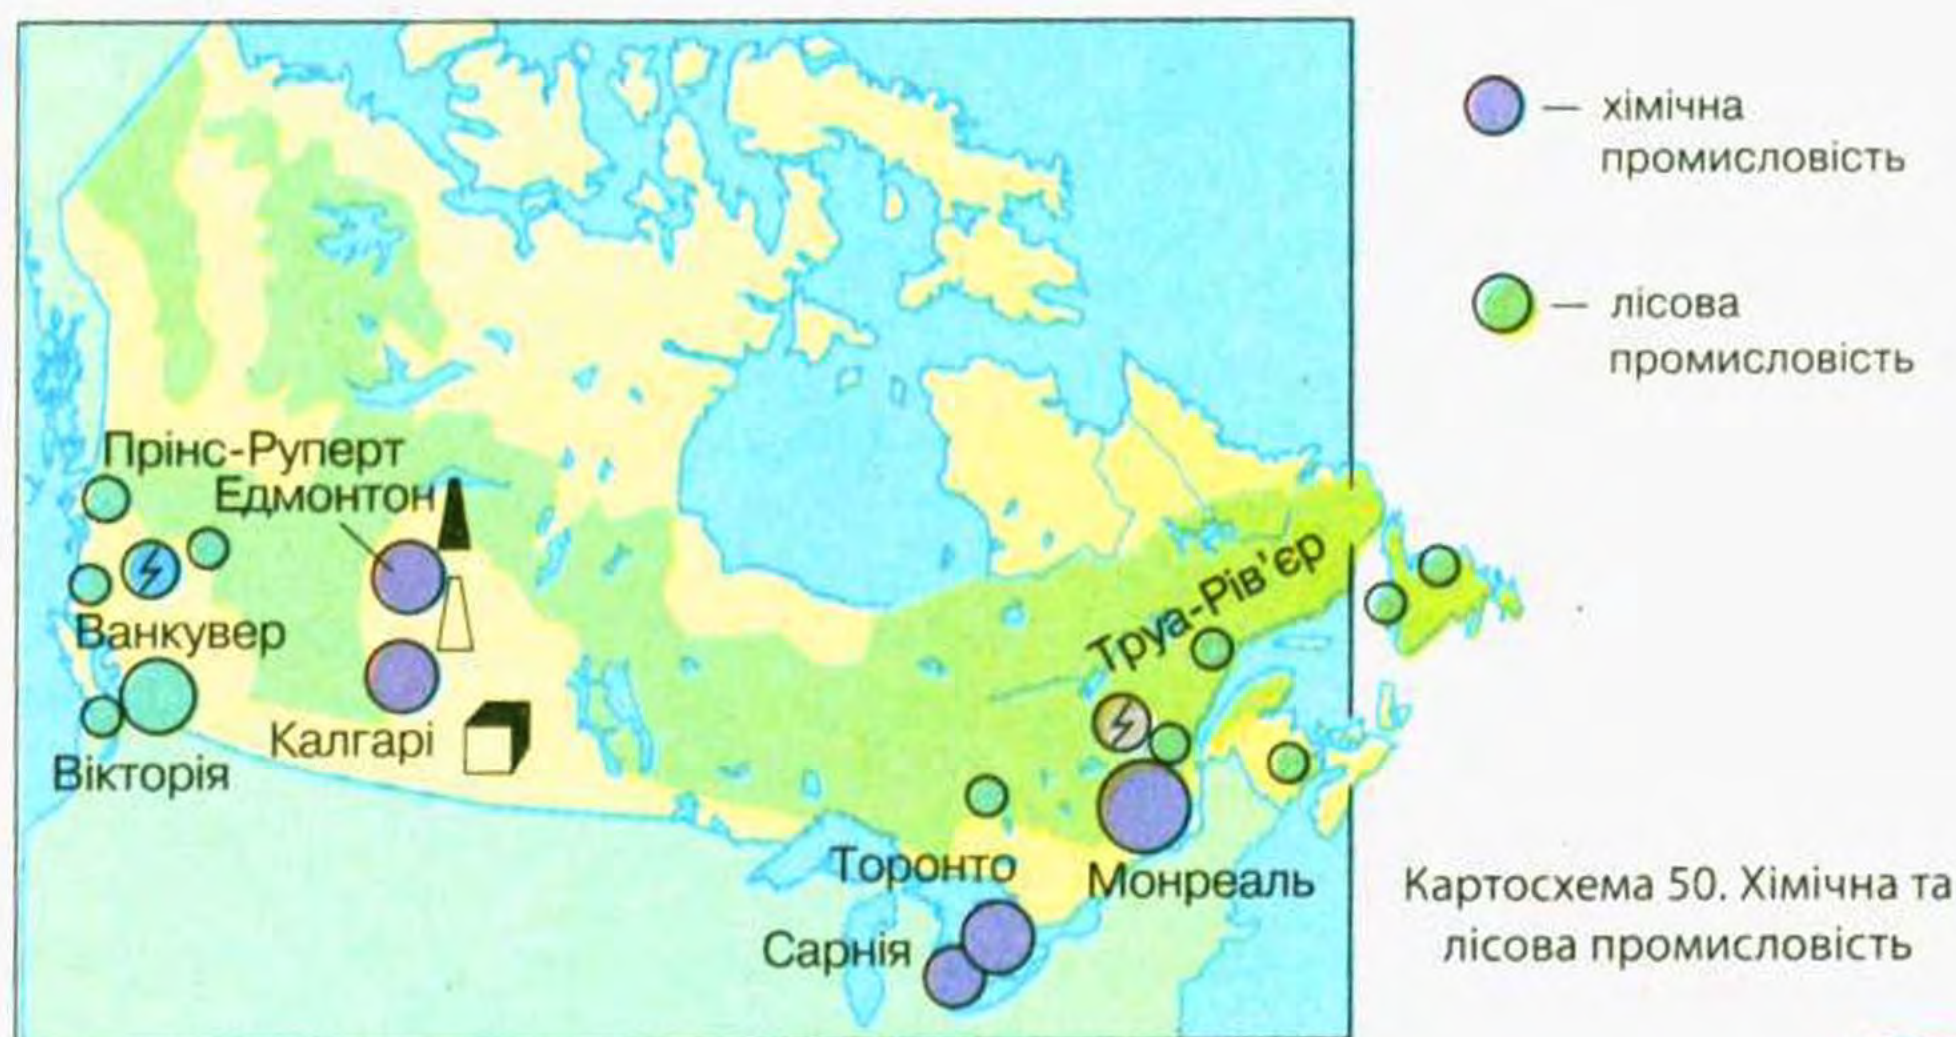 — хімічна
промисловість
— лісова
промисловість
Прінс-Руперт
Едмонтон
Ванкувер
Труа-Рів’єр
Калгарі
Вікторія
Торонто
Монреаль
Сарнія
Картосхема 50. Хімічна та
лісова промисловість